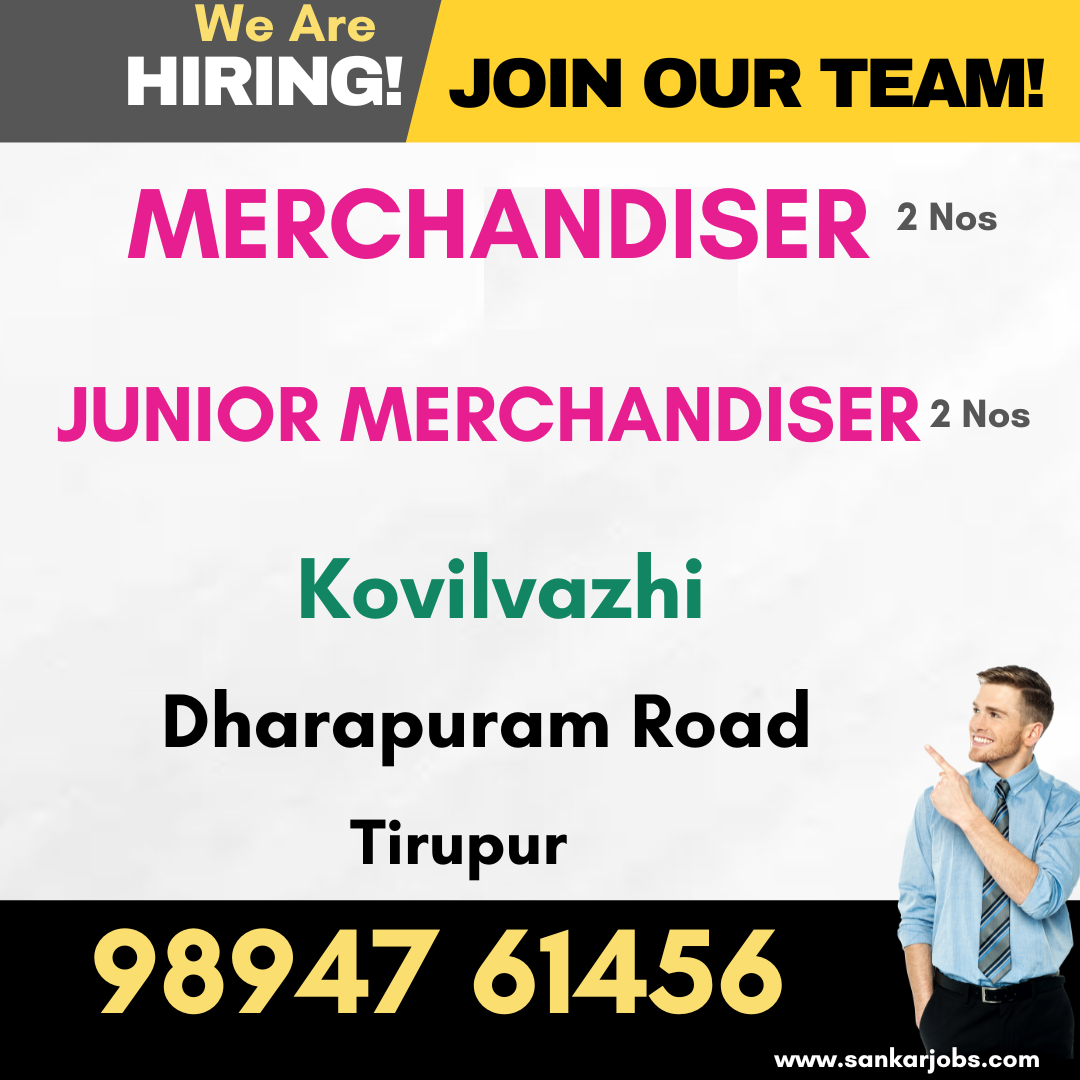 We Are
HIRING!
JOIN OUR TEAM!
MERCHANDISER 2 Nos
JUNIOR MERCHANDISER 2 Nos
Kovilvazhi
Dharapuram Road
Tirupur
98947 61456
www.sankarjobs.com